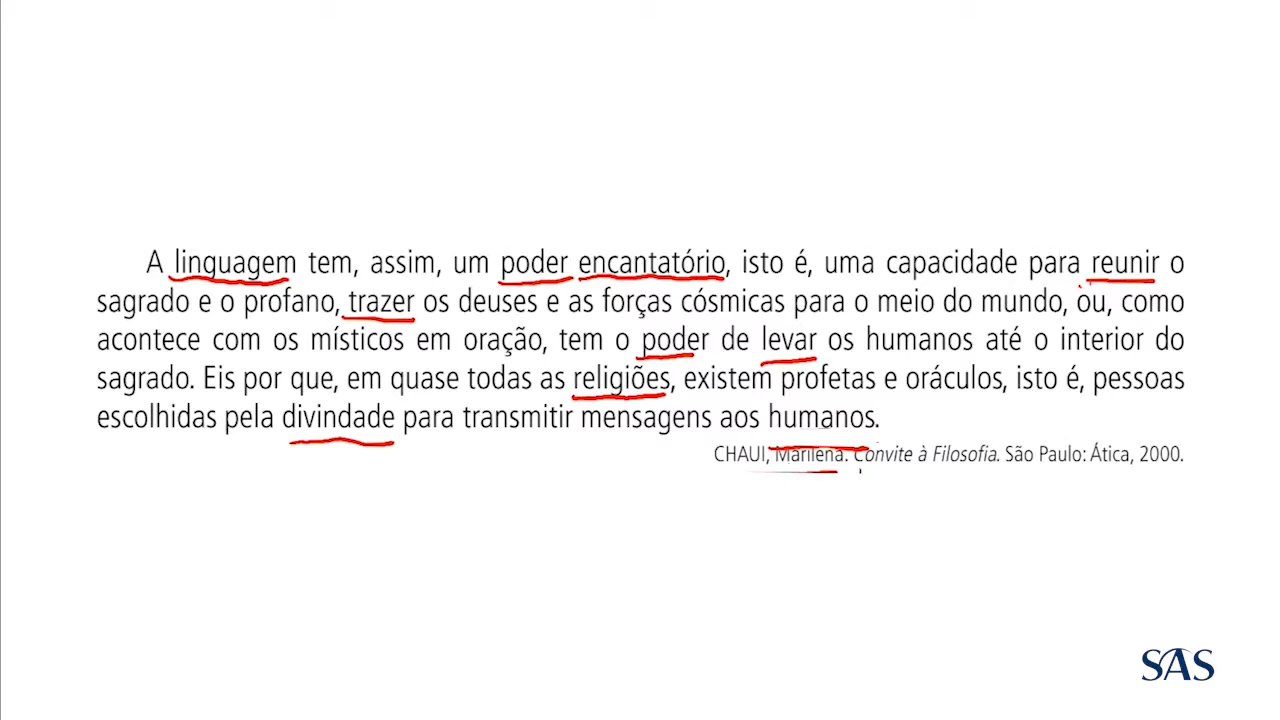 A linguagem tem, assim, um poder encantatório, isto é, uma capacidade para reunir o
sagrado e o profano, trazer os deuses e as forças cósmicas para o meio do mundo, ou, como
acontece com os místicos em oração, tem o poder de levar os humanos até o interior do
sagrado. Eis por que, em quase todas as religiões, existem profetas e oráculos, isto é, pessoas
escolhidas pela divindade para transmitir mensagens aos humanos.
CHAUI, Marilena. Convite à Filosofia. São Paulo: Ática, 2000.
SAS